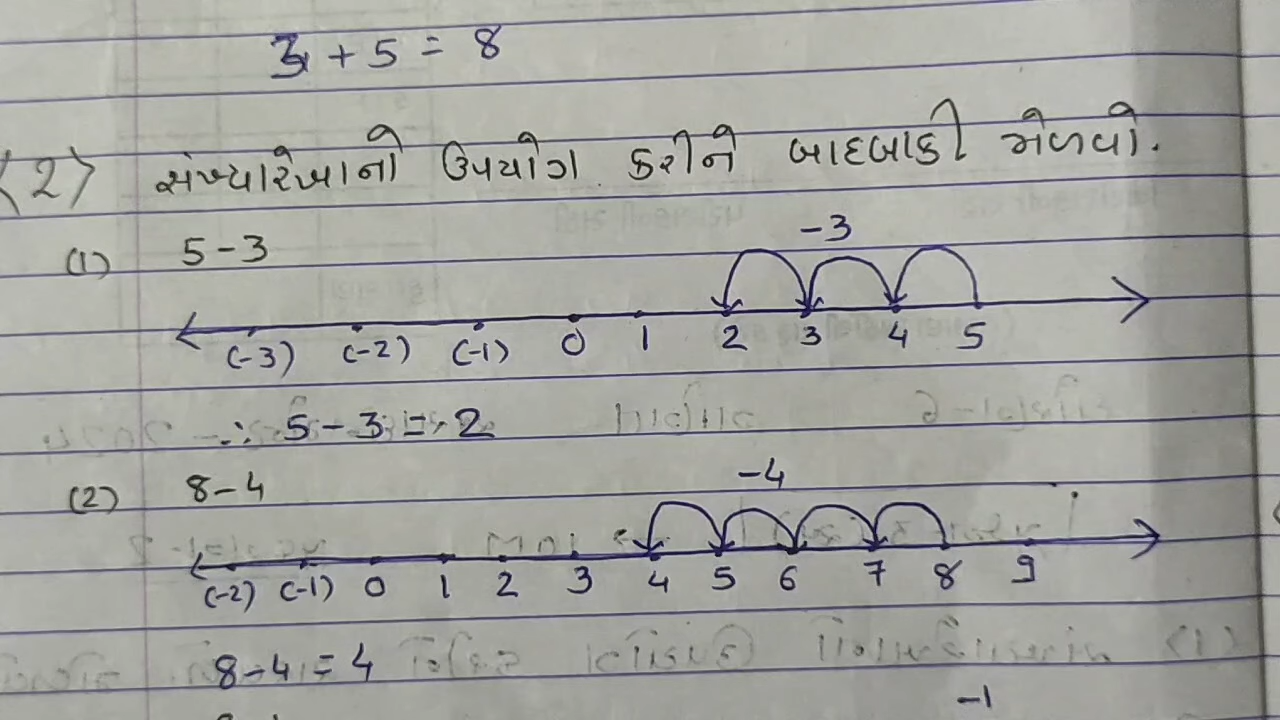 3 + 5 = 8
<2> સંખ્યારેખાનો ઉપયોગ કરીને બાદબાકી મેળવો.
(1) 5-3
-3
(-3) (-2) (-1) 0 1 2 3 4 5
∴ 5-3 = 2
(2) 8-4
-4
(-2) (-1) 0 1 2 3 4 5 6 7 8 9
8-4 = 4
-1